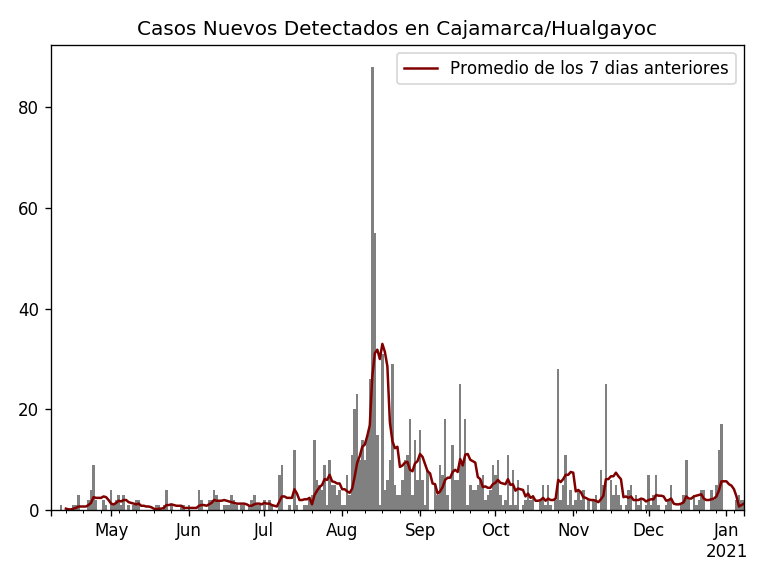 Casos Nuevos Detectados en Cajamarca/Hualgayoc
Promedio de los 7 dias anteriores
80
60
40
20
0
May Jun Jul Aug Sep Oct Nov Dec Jan
2021